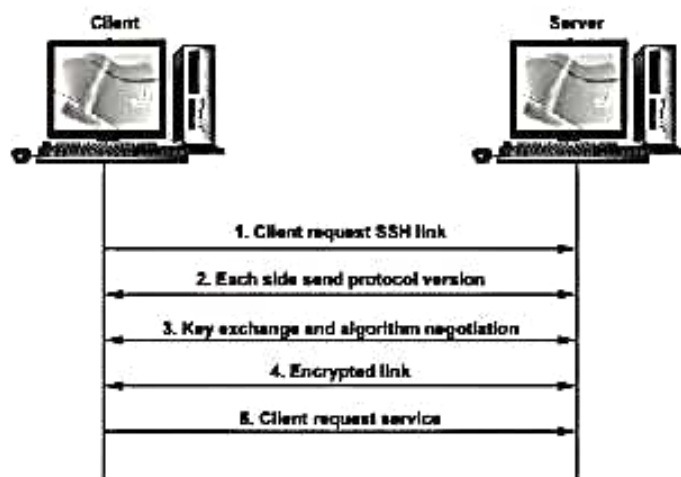 Client
Server
1. Client request SSH link
2. Each side send protocol version
3. Key exchange and algorithm negotiation
4. Encrypted link
5. Client request service